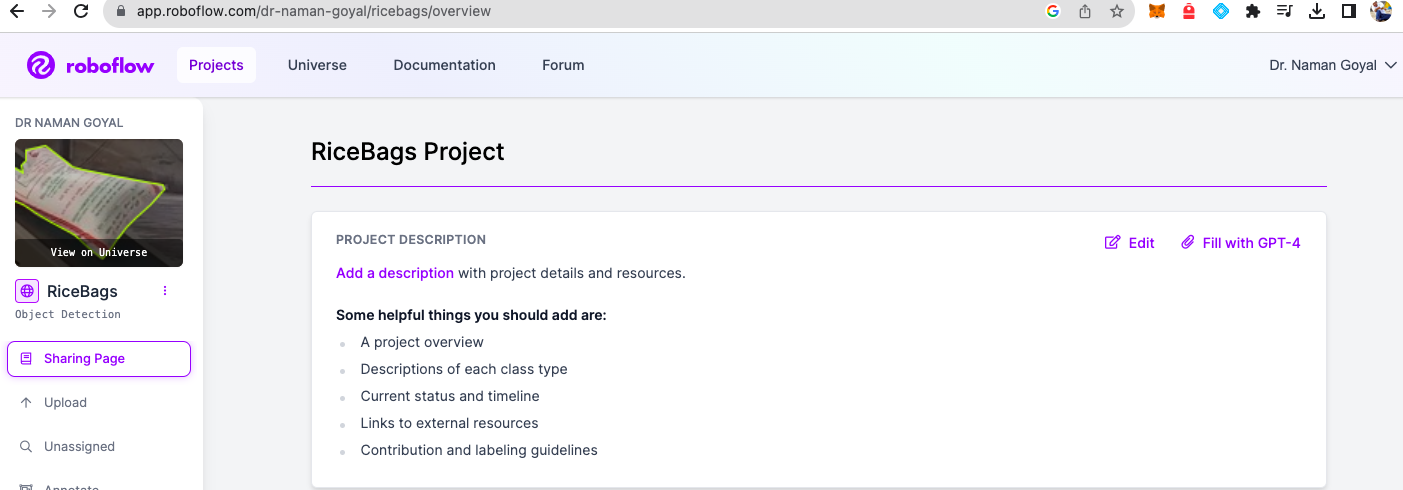 app.roboflow.com/dr-naman-goyal/ricebags/overview
roboflow
Projects
Universe
Documentation
Forum
Dr. Naman Goyal
DR NAMAN GOYAL
View on Universe
RiceBags
Object Detection
Sharing Page
Upload
Unassigned
Annotate
RiceBags Project
PROJECT DESCRIPTION
Edit
Fill with GPT-4
Add a description with project details and resources.
Some helpful things you should add are:
A project overview
Descriptions of each class type
Current status and timeline
Links to external resources
Contribution and labeling guidelines